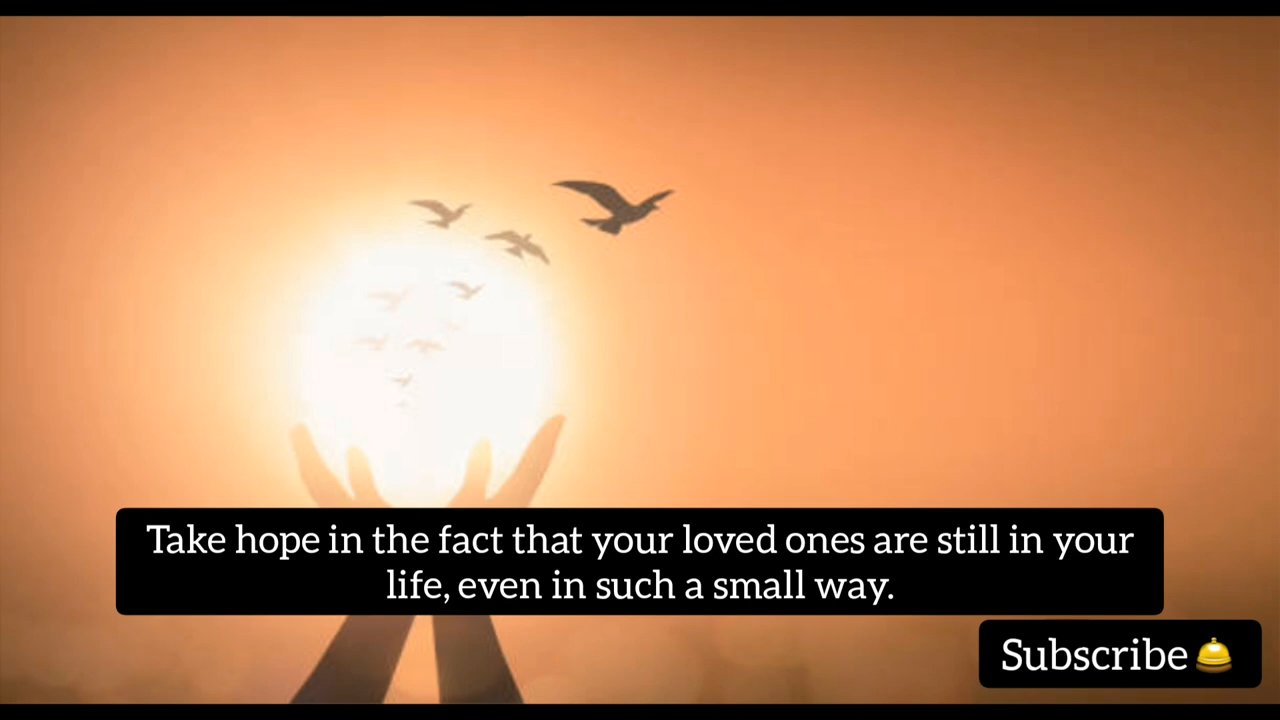 Take hope in the fact that your loved ones are still in your
life, even in such a small way.
Subscribe